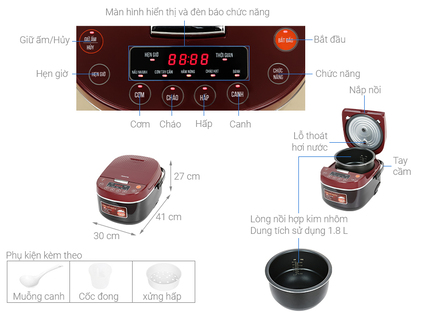 Màn hình hiển thị và đèn báo chức năng
Giữ ấm/Hủy
Bắt đầu
GIỮ ẤM
HỦY
HẸN GIỜ
THỜI GIAN
BẮT ĐẦU
88:88
Hẹn giờ
HẸN GIỜ
CHỨC NĂNG
Chức năng
CƠM
CHÁO
HẤP
CANH
Cơm
Cháo
Hấp
Canh
Nắp nồi
Lỗ thoát
hơi nước
Tay
cầm
27 cm
41 cm
30 cm
Lòng nồi hợp kim nhôm
Dung tích sử dụng 1.8 L
Phụ kiện kèm theo
Muỗng canh
Cốc đong
xửng hấp